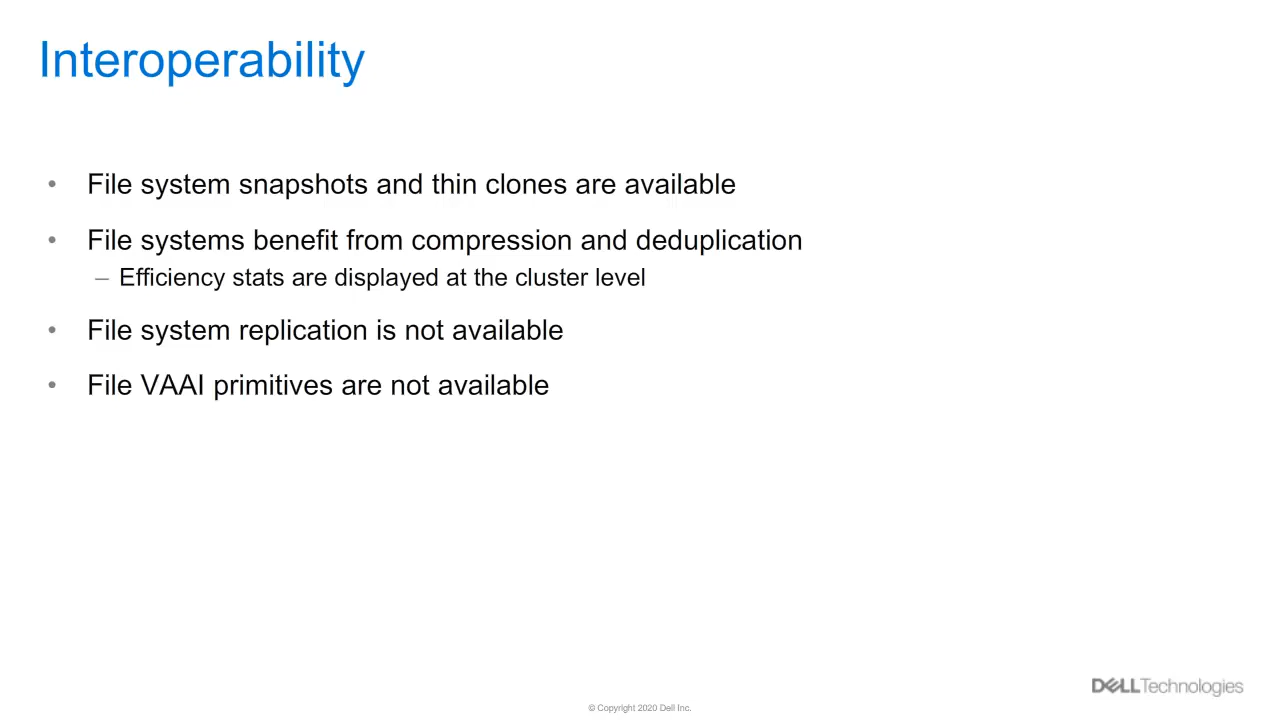 Interoperability
• File system snapshots and thin clones are available
• File systems benefit from compression and deduplication
– Efficiency stats are displayed at the cluster level
• File system replication is not available
• File VAAI primitives are not available
DELLTechnologies
© Copyright 2020 Dell Inc.